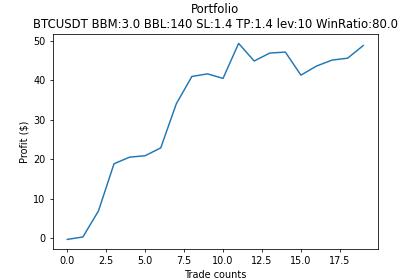 Portfolio
BTCUSDT BBM:3.0 BBL:140 SL:1.4 TP:1.4 lev:10 WinRatio:80.0
50
40
30
20
10
0
Profit ($)
0.0 2.5 5.0 7.5 10.0 12.5 15.0 17.5
Trade counts